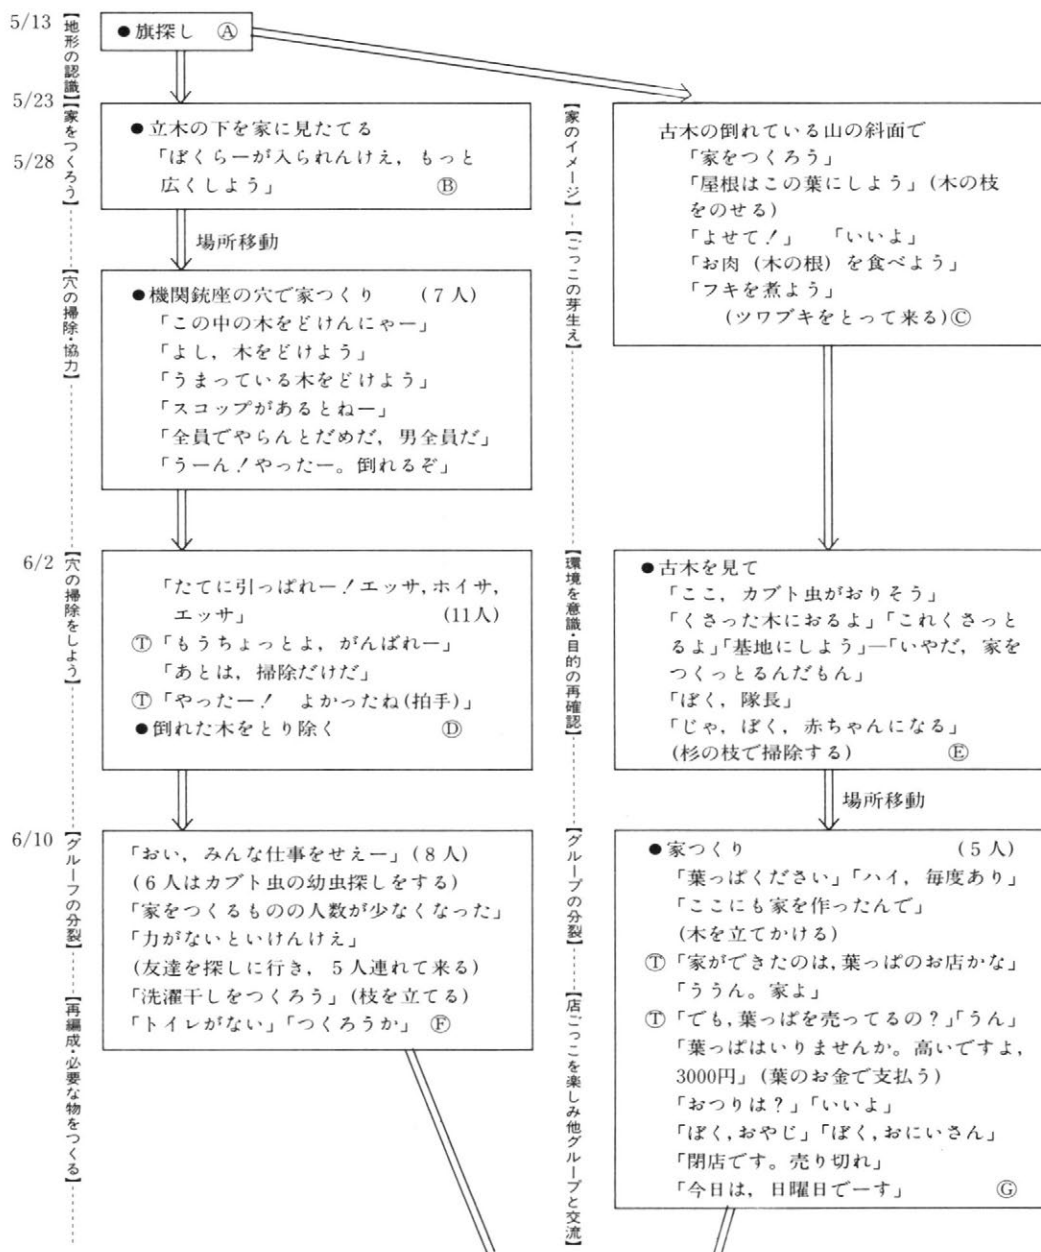 5/13
【地形の認識】
●旗探し Ⓐ
5/23
5/28
【家をつくろう】
●立木の下を家に見たてる
「ぼくらーが入られんけえ，もっと
広くしよう」 Ⓑ
場所移動
【穴の掃除・協力】
●機関銃座の穴で家つくり (7人)
「この中の木をどけんにゃー」
「よし，木をどけよう」
「うまっている木をどけよう」
「スコップがあるとねー」
「全員でやらんとだめだ，男全員だ」
「うーん！やったー。倒れるぞ」
6/2
【穴の掃除をしよう】
「たてに引っぱれー！エッサ，ホイサ，
エッサ」 (11人)
Ⓣ「もうちょっとよ，がんばれー」
「あとは，掃除だけだ」
Ⓣ「やったー！ よかったね(拍手)」
●倒れた木をとり除く Ⓓ
6/10
【グループの分裂】
【再編成・必要な物をつくる】
「おい，みんな仕事をせえー」(8人)
(6人はカブト虫の幼虫探しをする)
「家をつくるものの人数が少なくなった」
「力がないといけんけえ」
(友達を探しに行き，5人連れて来る)
「洗濯干しをつくろう」(枝を立てる)
「トイレがない」「つくろうか」 Ⓕ
【家のイメージ】
【ごっこの芽生え】
古木の倒れている山の斜面で
「家をつくろう」
「屋根はこの葉にしよう」(木の枝
をのせる)
「よせて！」 「いいよ」
「お肉(木の根)を食べよう」
「フキを煮よう」
(ツワブキをとって来る)Ⓒ
【環境を意識・目的の再確認】
●古木を見て
「ここ，カブト虫がおりそう」
「くさった木におるよ」「これくさっと
るよ」「基地にしよう」―「いやだ，家を
つくっとるんだもん」
「ぼく，隊長」
「じゃ，ぼく，赤ちゃんになる」
(杉の枝で掃除する) Ⓔ
場所移動
【グループの分裂】
【店ごっこを楽しみ他グループと交流】
●家つくり (5人)
「葉っぱください」「ハイ，毎度あり」
「ここにも家を作ったんで」
(木を立てかける)
Ⓣ「家ができたのは，葉っぱのお店かな」
「ううん。家よ」
Ⓣ「でも，葉っぱを売ってるの？」「うん」
「葉っぱはいりませんか。高いですよ，
3000円」(葉のお金で支払う)
「おつりは？」「いいよ」
「ぼく，おやじ」「ぼく，おにいさん」
「閉店です。売り切れ」
「今日は，日曜日でーす」 Ⓖ